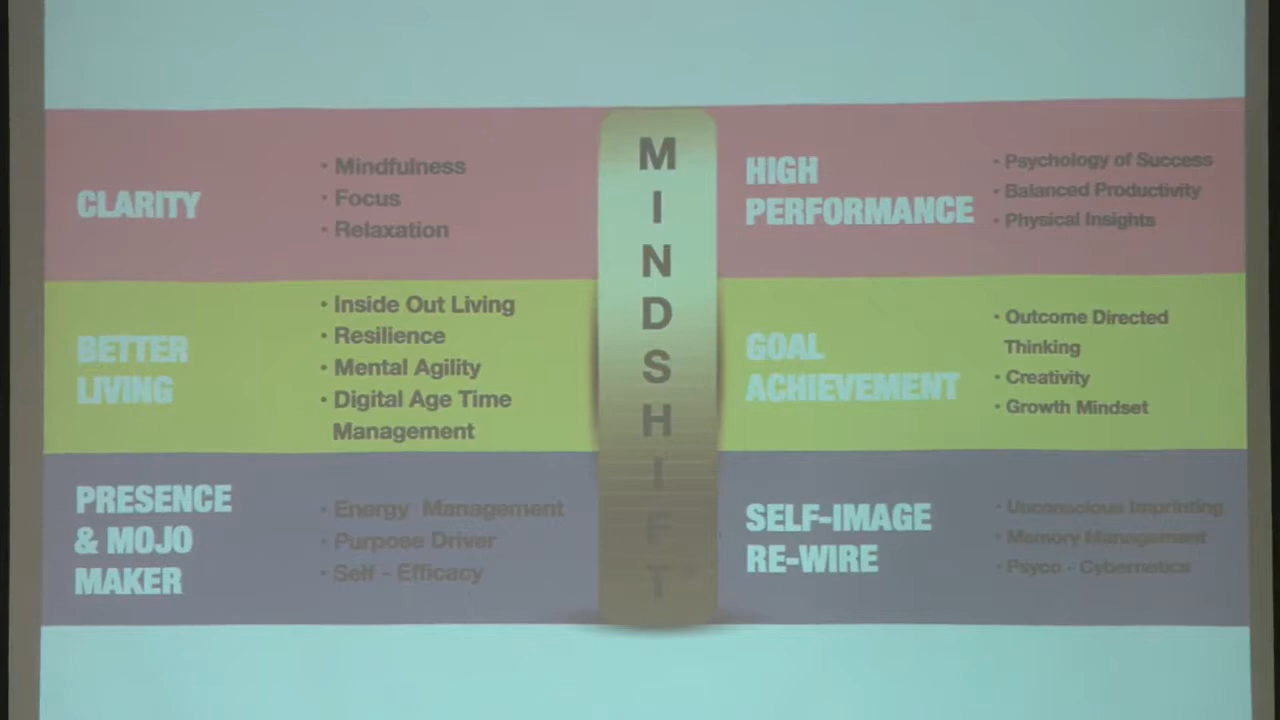 CLARITY
• Mindfulness
• Focus
• Relaxation
BETTER
LIVING
• Inside Out Living
• Resilience
• Mental Agility
• Digital Age Time
Management
PRESENCE
& MOJO
MAKER
• Energy Management
• Purpose Driver
• Self - Efficacy
M
I
N
D
S
H
I
F
T
HIGH
PERFORMANCE
• Psychology of Success
• Balanced Productivity
• Physical Insights
GOAL
ACHIEVEMENT
• Outcome Directed
Thinking
• Creativity
• Growth Mindset
SELF-IMAGE
RE-WIRE
• Unconscious Imprinting
• Memory Management
• Psyco - Cybernetics